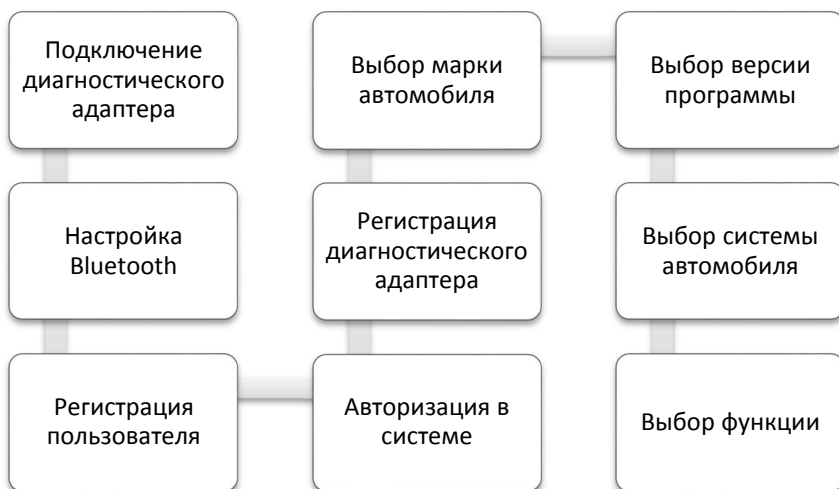 Подключение
диагностического
адаптера
Настройка
Bluetooth
Регистрация
пользователя
Авторизация в
системе
Регистрация
диагностического
адаптера
Выбор марки
автомобиля
Выбор версии
программы
Выбор системы
автомобиля
Выбор функции